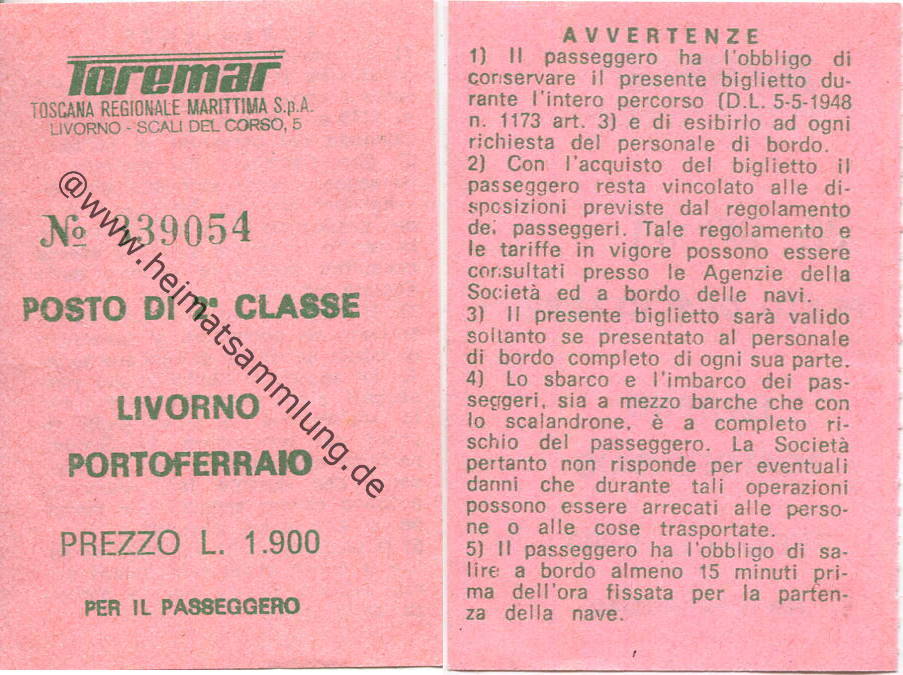 Toremar
TOSCANA REGIONALE MARITTIMA S.p.A.
LIVORNO - SCALI DEL CORSO, 5
@www.heimatsammlung.de
№ 39054
POSTO DI CLASSE
LIVORNO
PORTOFERRAIO
PREZZO L. 1.900
PER IL PASSEGGERO
AVVERTENZE
1) Il passeggero ha l'obbligo di
conservare il presente biglietto du-
rante l'intero percorso (D.L. 5-5-1948
n. 1173 art. 3) e di esibirlo ad ogni
richiesta del personale di bordo.
2) Con l'acquisto del biglietto il
passeggero resta vincolato alle di-
sposizioni previste dal regolamento
dei passeggeri. Tale regolamento e
le tariffe in vigore possono essere
consultati presso le Agenzie della
Società ed a bordo delle navi.
3) Il presente biglietto sarà valido
soltanto se presentato al personale
di bordo completo di ogni sua parte.
4) Lo sbarco e l'imbarco dei pas-
seggeri, sia a mezzo barche che con
lo scalandrone, è a completo ri-
schio del passeggero. La Società
pertanto non risponde per eventuali
danni che durante tali operazioni
possono essere arrecati alle perso-
ne o alle cose trasportate.
5) Il passeggero ha l'obbligo di sa-
lire a bordo almeno 15 minuti pri-
ma dell'ora fissata per la parten-
za della nave.